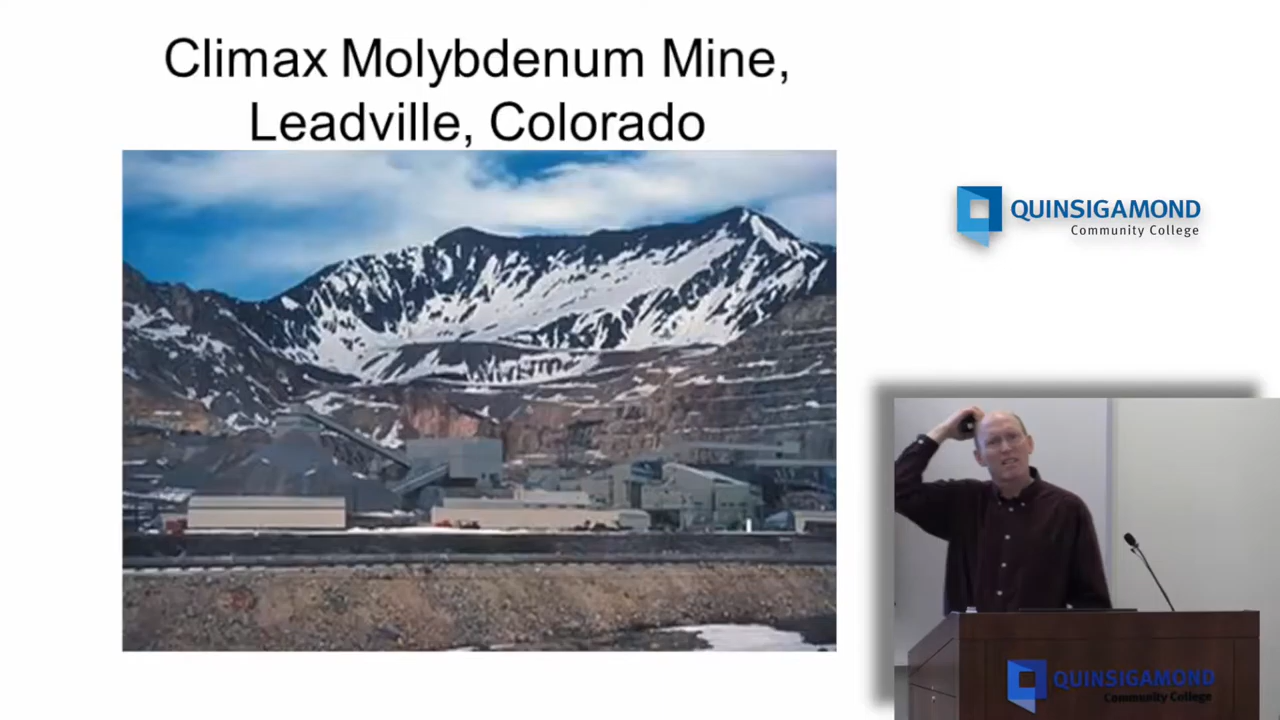 Climax Molybdenum Mine,
Leadville, Colorado
QUINSIGAMOND
Community College
QUINSIGAMOND
Community College